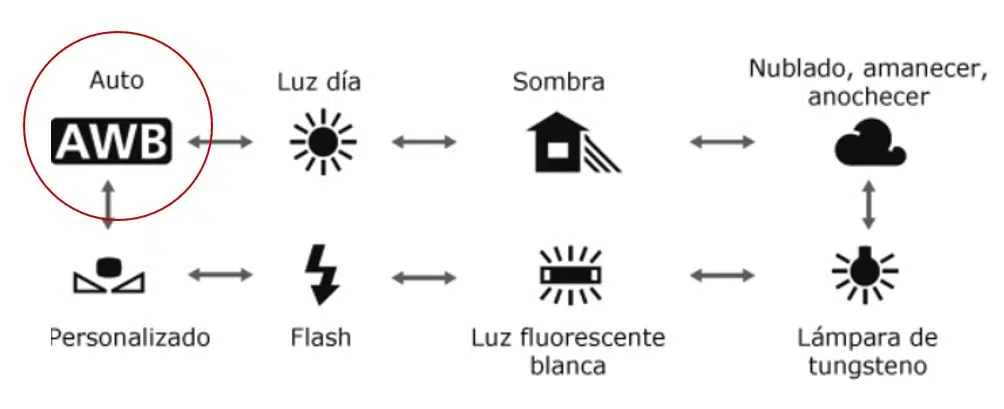 Auto
Luz día
Sombra
Nublado, amanecer,
anochecer
AWB
Personalizado
Flash
Luz fluorescente
blanca
Lámpara de
tungsteno